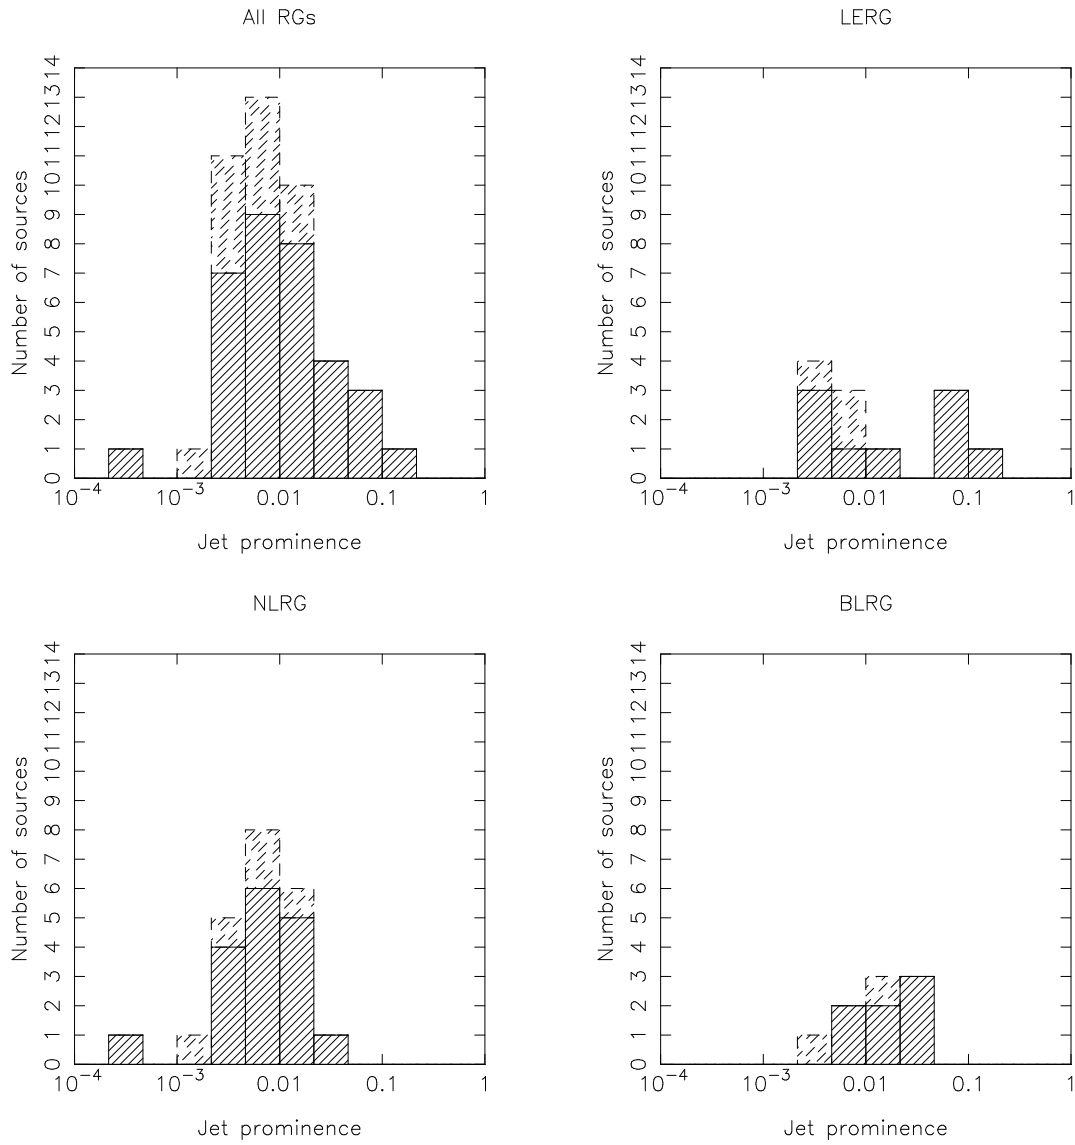 All RGs
Number of sources
0 1 2 3 4 5 6 7 8 9 10 11 12 13 14
10^-4 10^-3 0.01 0.1 1
Jet prominence
LERG
Number of sources
0 1 2 3 4 5 6 7 8 9 10 11 12 13 14
10^-4 10^-3 0.01 0.1 1
Jet prominence
NLRG
Number of sources
0 1 2 3 4 5 6 7 8 9 10 11 12 13 14
10^-4 10^-3 0.01 0.1 1
Jet prominence
BLRG
Number of sources
0 1 2 3 4 5 6 7 8 9 10 11 12 13 14
10^-4 10^-3 0.01 0.1 1
Jet prominence